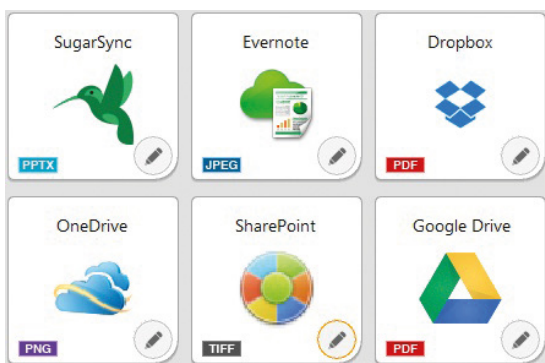 SugarSync
Evernote
Dropbox
PPTX
JPEG
PDF
OneDrive
SharePoint
Google Drive
PNG
TIFF
PDF